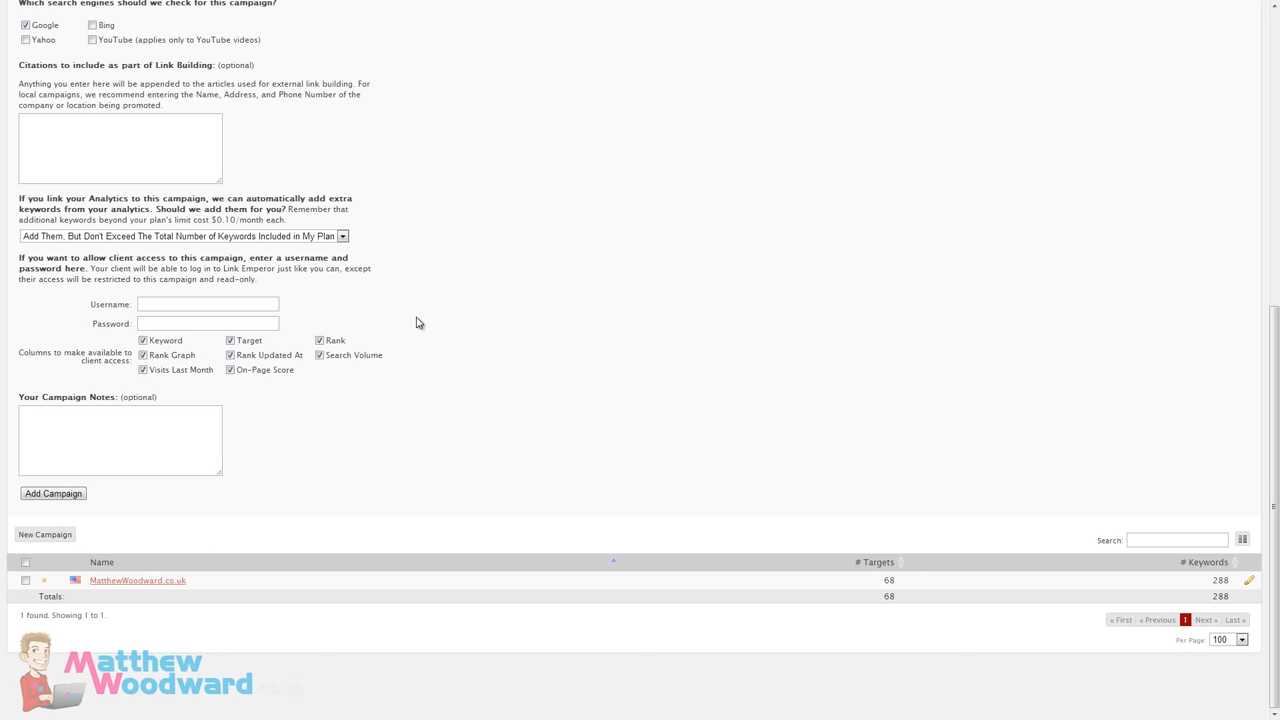 Which search engines should we check for this campaign?
Google
Bing
Yahoo
YouTube (applies only to YouTube videos)
Citations to include as part of Link Building: (optional)
Anything you enter here will be appended to the articles used for external link building. For
local campaigns, we recommend entering the Name, Address, and Phone Number of the
company or location being promoted.
If you link your Analytics to this campaign, we can automatically add extra
keywords from your analytics. Should we add them for you? Remember that
additional keywords beyond your plan's limit cost $0.10/month each.
Add Them, But Don't Exceed The Total Number of Keywords Included in My Plan
If you want to allow client access to this campaign, enter a username and
password here. Your client will be able to log in to Link Emperor just like you can, except
their access will be restricted to this campaign and read-only.
Username:
Password:
Columns to make available to
client access:
Keyword
Target
Rank
Rank Graph
Rank Updated At
Search Volume
Visits Last Month
On-Page Score
Your Campaign Notes: (optional)
Add Campaign
New Campaign
Search:
Name
# Targets
# Keywords
MatthewWoodward.co.uk
68
288
Totals:
68
288
1 found. Showing 1 to 1.
« First
« Previous
1
Next »
Last »
Per Page:
100
Matthew
Woodward.co.uk